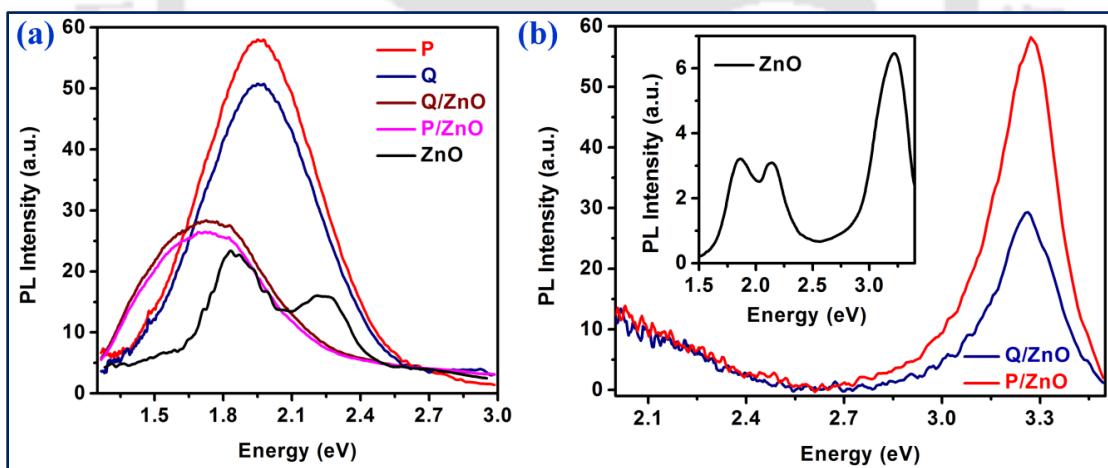 (a)
60
50
40
30
20
10
0
PL Intensity (a.u.)
P
Q
Q/ZnO
P/ZnO
ZnO
1.5 1.8 2.1 2.4 2.7 3.0
Energy (eV)
(b)
60
50
40
30
20
10
0
PL Intensity (a.u.)
6
4
2
0
PL Intensity (a.u.)
ZnO
1.5 2.0 2.5 3.0
Energy (eV)
Q/ZnO
P/ZnO
2.1 2.4 2.7 3.0 3.3
Energy (eV)